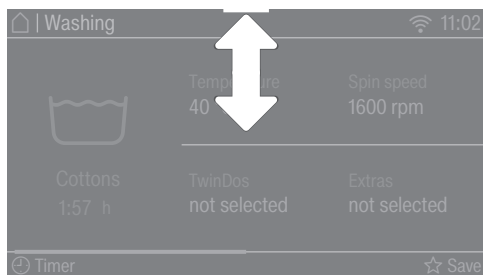 | Washing 11:02
Temperature Spin speed
40 1600 rpm
Cottons TwinDos Extras
1:57 h not selected not selected
Timer Save